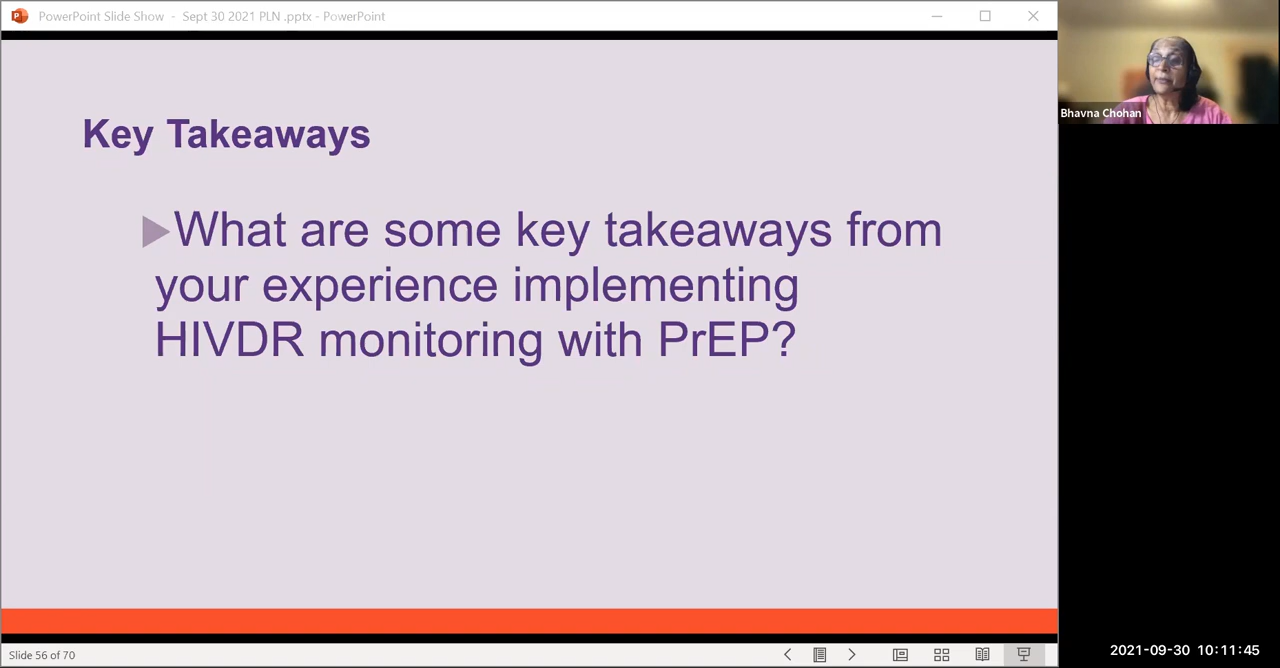 PowerPoint Slide Show - Sept 30 2021 PLN .pptx - PowerPoint
Bhavna Chohan
Key Takeaways
What are some key takeaways from
your experience implementing
HIVDR monitoring with PrEP?
Slide 56 of 70
2021-09-30 10:11:45